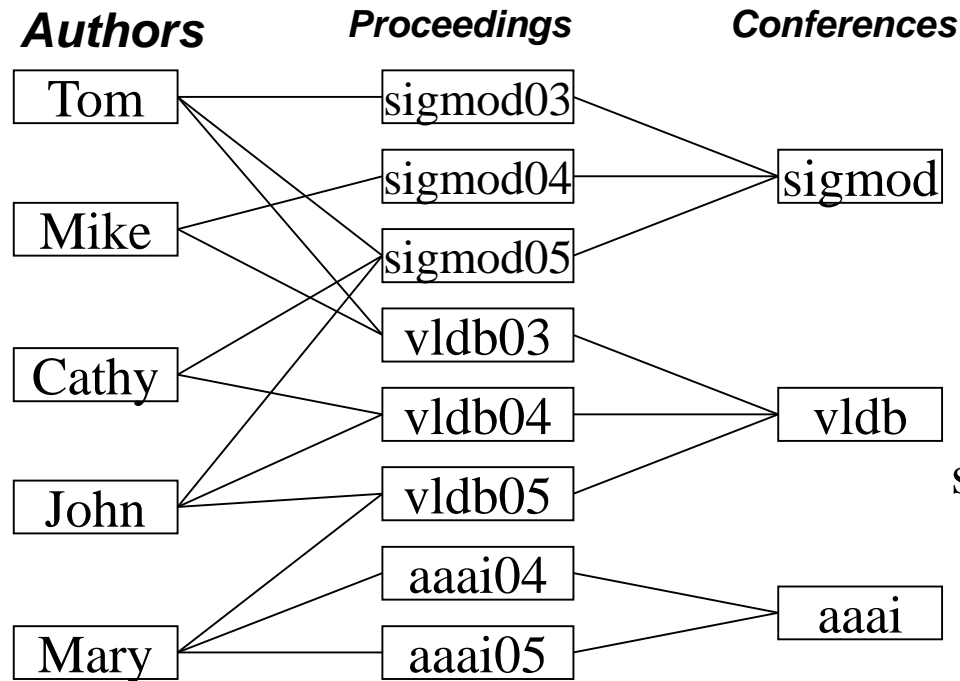 Authors
Proceedings
Conferences
Tom
Mike
Cathy
John
Mary
sigmod03
sigmod04
sigmod05
vldb03
vldb04
vldb05
aaai04
aaai05
sigmod
vldb
aaai
s